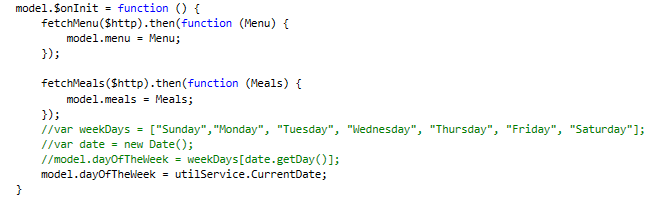 model.$onInit = function () {
    fetchMenu($http).then(function (Menu) {
        model.menu = Menu;
    });

    fetchMeals($http).then(function (Meals) {
        model.meals = Meals;
    });
    //var weekDays = ["Sunday","Monday", "Tuesday", "Wednesday", "Thursday", "Friday", "Saturday"];
    //var date = new Date();
    //model.dayOfTheWeek = weekDays[date.getDay()];
    model.dayOfTheWeek = utilService.CurrentDate;
}